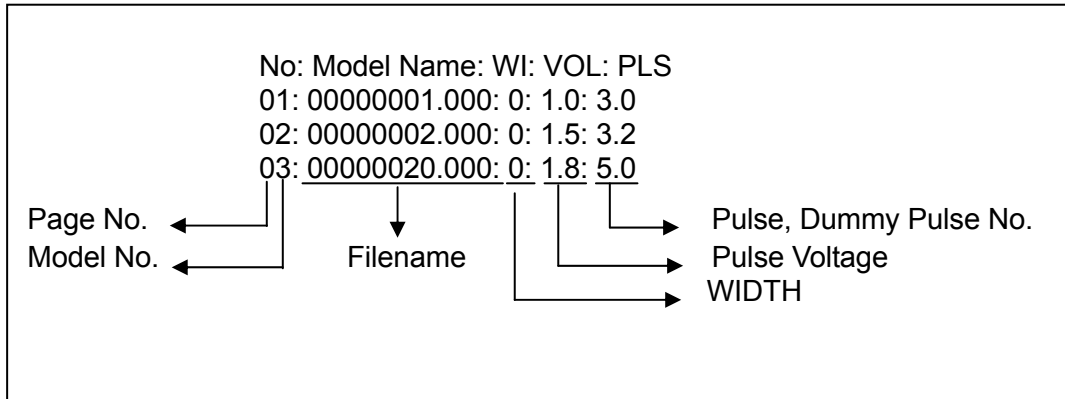 No: Model Name: WI: VOL: PLS
01: 00000001.000: 0: 1.0: 3.0
02: 00000002.000: 0: 1.5: 3.2
03: 00000020.000: 0: 1.8: 5.0
Page No.
Model No.
Filename
Pulse, Dummy Pulse No.
Pulse Voltage
WIDTH